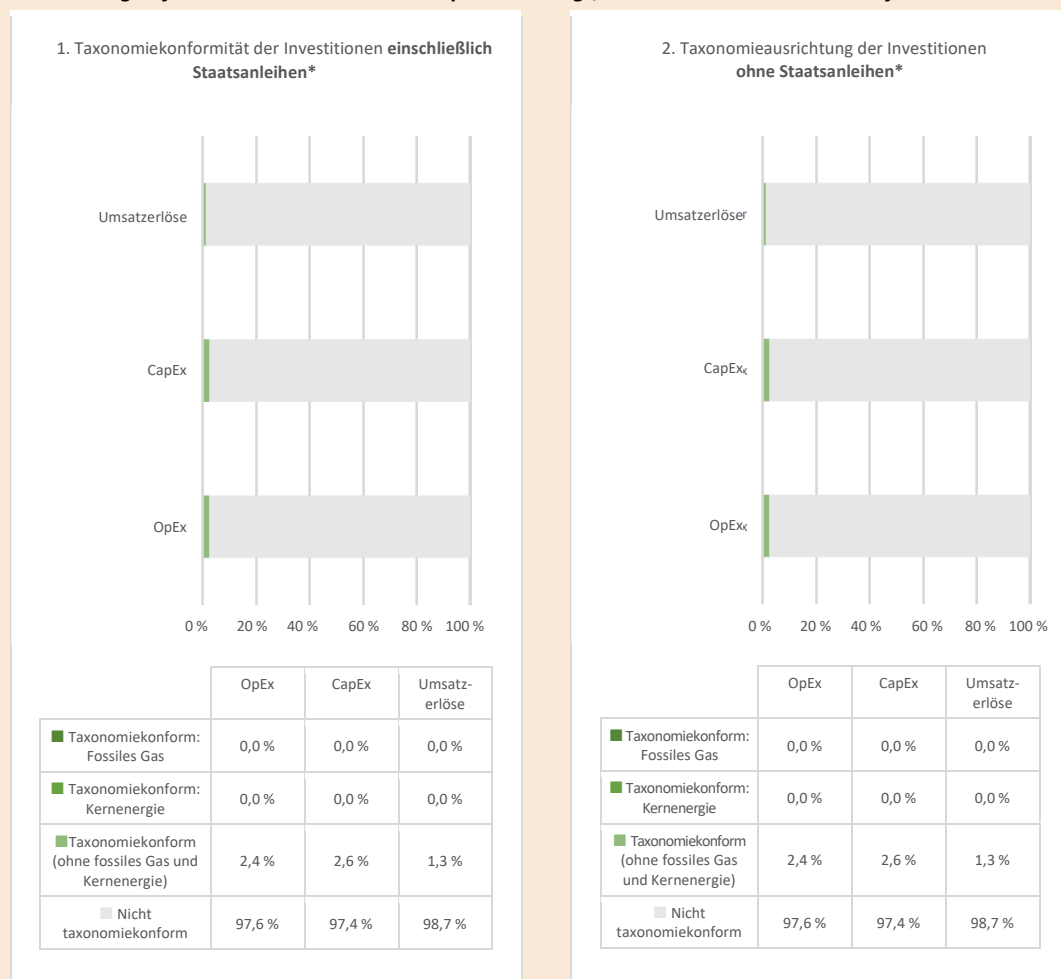 1. Taxonomiekonformität der Investitionen einschließlich
Staatsanleihen*
Umsatzerlöse
CapEx
OpEx
0 % 20 % 40 % 60 % 80 % 100 %
OpEx CapEx Umsatz-
erlöse
Taxonomiekonform:
Fossiles Gas
0,0 % 0,0 % 0,0 %
Taxonomiekonform:
Kernenergie
0,0 % 0,0 % 0,0 %
Taxonomiekonform
(ohne fossiles Gas und
Kernenergie)
2,4 % 2,6 % 1,3 %
Nicht
taxonomiekonform
97,6 % 97,4 % 98,7 %
2. Taxonomieausrichtung der Investitionen
ohne Staatsanleihen*
Umsatzerlöse
CapEx
OpEx
0 % 20 % 40 % 60 % 80 % 100 %
OpEx CapEx Umsatz-
erlöse
Taxonomiekonform:
Fossiles Gas
0,0 % 0,0 % 0,0 %
Taxonomiekonform:
Kernenergie
0,0 % 0,0 % 0,0 %
Taxonomiekonform
(ohne fossiles Gas
und Kernenergie)
2,4 % 2,6 % 1,3 %
Nicht
taxonomiekonform
97,6 % 97,4 % 98,7 %